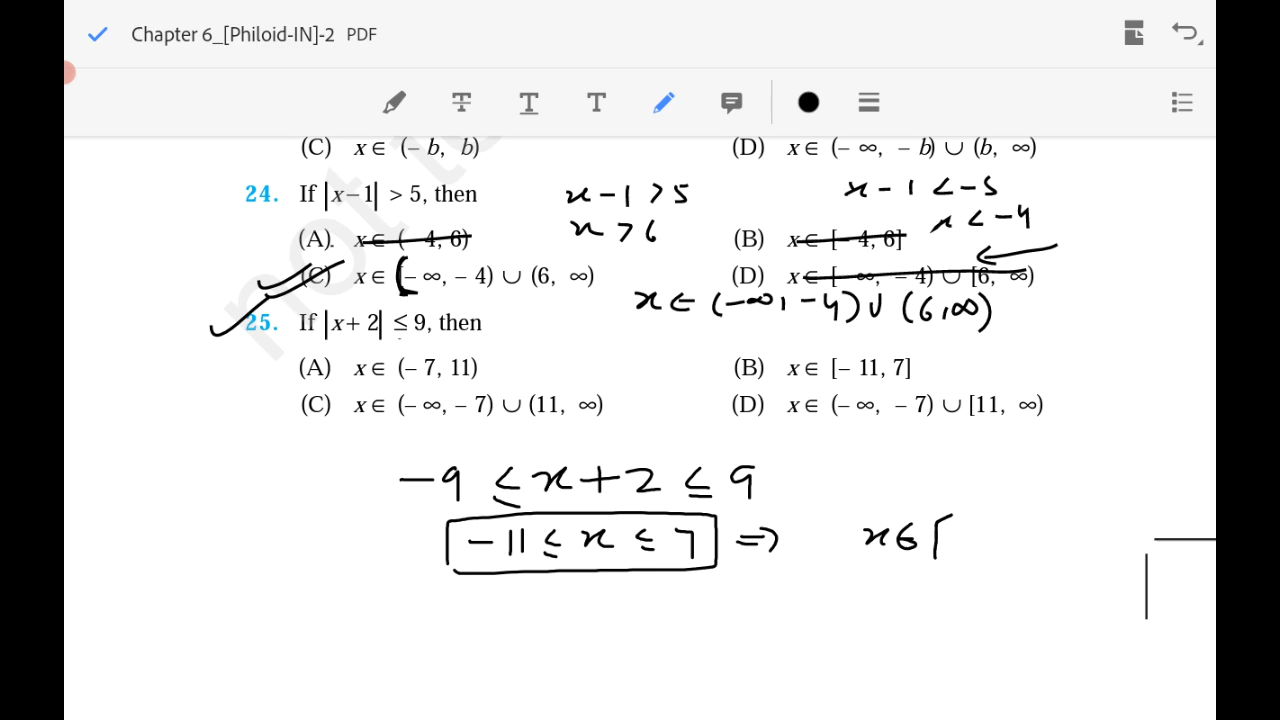 Chapter 6_[Philoid-IN]-2 PDF
(C) x ∈ (– b, b) (D) x ∈ (– ∞, – b) ∪ (b, ∞)
24. If |x – 1| > 5, then x – 1 > 5 x – 1 < –5
x > 6 x < –4
(A). x ∈ (– 4, 6) (B) x ∈ [– 4, 6]
(C) x ∈ (– ∞, – 4) ∪ (6, ∞) (D) x ∈ [– ∞, – 4) ∪ [6, ∞)
x ∈ (–∞, –4) ∪ (6, ∞)
25. If |x + 2| ≤ 9, then
(A) x ∈ (– 7, 11) (B) x ∈ [– 11, 7]
(C) x ∈ (– ∞, – 7) ∪ (11, ∞) (D) x ∈ (– ∞, – 7) ∪ [11, ∞)
–9 ≤ x + 2 ≤ 9
–11 ≤ x ≤ 7 ⇒ x ∈ [